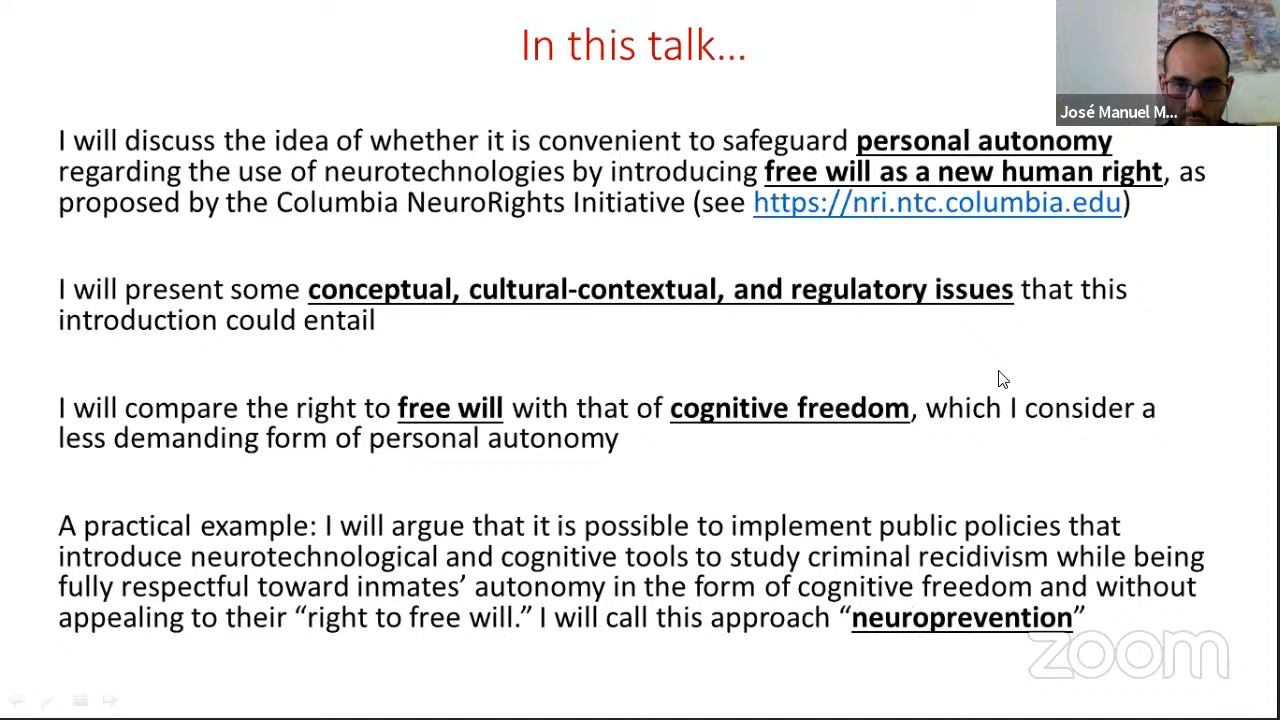 In this talk...
José Manuel M...
I will discuss the idea of whether it is convenient to safeguard personal autonomy
regarding the use of neurotechnologies by introducing free will as a new human right, as
proposed by the Columbia NeuroRights Initiative (see https://nri.ntc.columbia.edu)
I will present some conceptual, cultural-contextual, and regulatory issues that this
introduction could entail
I will compare the right to free will with that of cognitive freedom, which I consider a
less demanding form of personal autonomy
A practical example: I will argue that it is possible to implement public policies that
introduce neurotechnological and cognitive tools to study criminal recidivism while being
fully respectful toward inmates’ autonomy in the form of cognitive freedom and without
appealing to their “right to free will.” I will call this approach “neuroprevention”
zoom